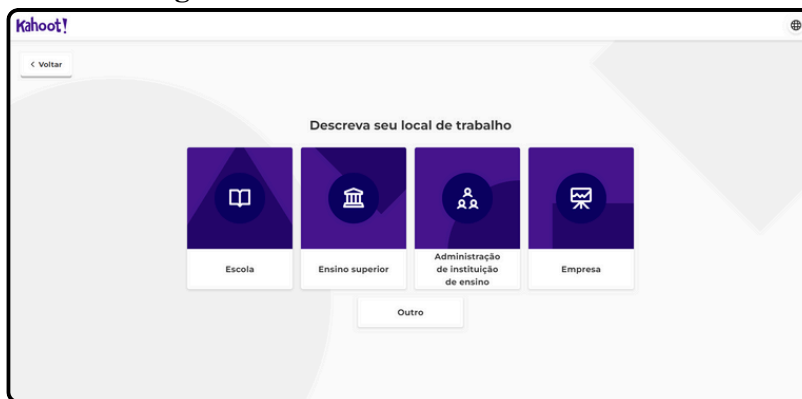 Kahoot!
< Voltar
Descreva seu local de trabalho
Escola
Ensino superior
Administração
de instituição
de ensino
Empresa
Outro